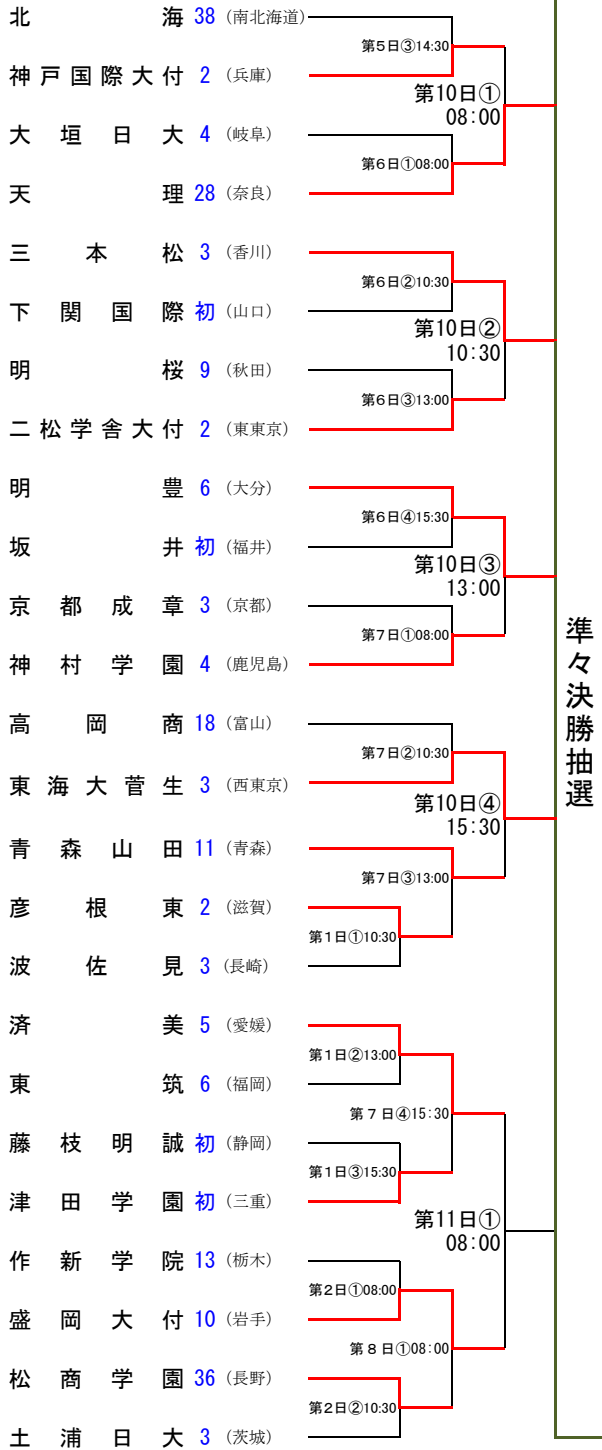 北海 38 (南北海道)
第5日③14:30
神戸国際大付 2 (兵庫)
第10日①
08:00
大垣日大 4 (岐阜)
第6日①08:00
天理 28 (奈良)
三本松 3 (香川)
第6日②10:30
下関国際 初 (山口)
第10日②
10:30
明桜 9 (秋田)
第6日③13:00
二松学舎大付 2 (東東京)
明豊 6 (大分)
第6日④15:30
坂井 初 (福井)
第10日③
13:00
京都成章 3 (京都)
第7日①08:00
神村学園 4 (鹿児島)
高岡商 18 (富山)
第7日②10:30
東海大菅生 3 (西東京)
第10日④
15:30
青森山田 11 (青森)
第7日③13:00
彦根東 2 (滋賀)
第1日①10:30
波佐見 3 (長崎)
済美 5 (愛媛)
第1日②13:00
東筑 6 (福岡)
第7日④15:30
藤枝明誠 初 (静岡)
第1日③15:30
津田学園 初 (三重)
第11日①
08:00
作新学院 13 (栃木)
第2日①08:00
盛岡大付 10 (岩手)
第8日①08:00
松商学園 36 (長野)
第2日②10:30
土浦日大 3 (茨城)
準々決勝抽選